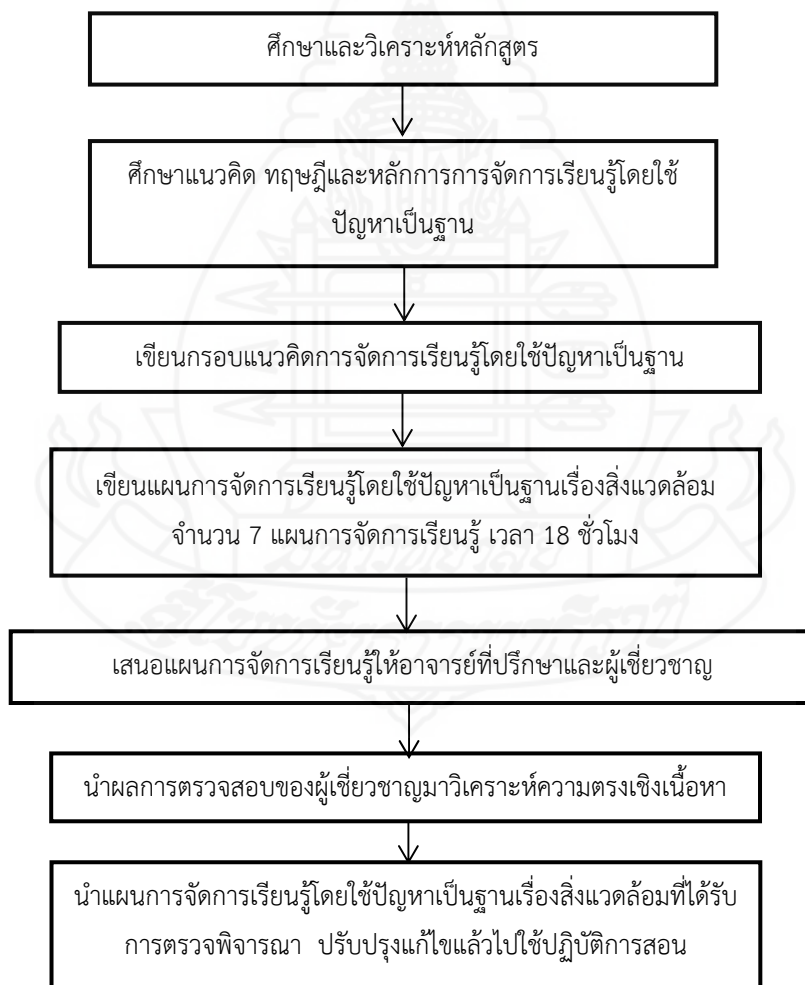 ศึกษาและวิเคราะห์หลักสูตร
ศึกษาแนวคิด ทฤษฎีและหลักการการจัดการเรียนรู้โดยใช้
ปัญหาเป็นฐาน
เขียนกรอบแนวคิดการจัดการเรียนรู้โดยใช้ปัญหาเป็นฐาน
เขียนแผนการจัดการเรียนรู้โดยใช้ปัญหาเป็นฐานเรื่องสิ่งแวดล้อม
จำนวน 7 แผนการจัดการเรียนรู้ เวลา 18 ชั่วโมง
เสนอแผนการจัดการเรียนรู้ให้อาจารย์ที่ปรึกษาและผู้เชี่ยวชาญ
นำผลการตรวจสอบของผู้เชี่ยวชาญมาวิเคราะห์ความตรงเชิงเนื้อหา
นำแผนการจัดการเรียนรู้โดยใช้ปัญหาเป็นฐานเรื่องสิ่งแวดล้อมที่ได้รับ
การตรวจพิจารณา ปรับปรุงแก้ไขแล้วไปใช้ปฏิบัติการสอน